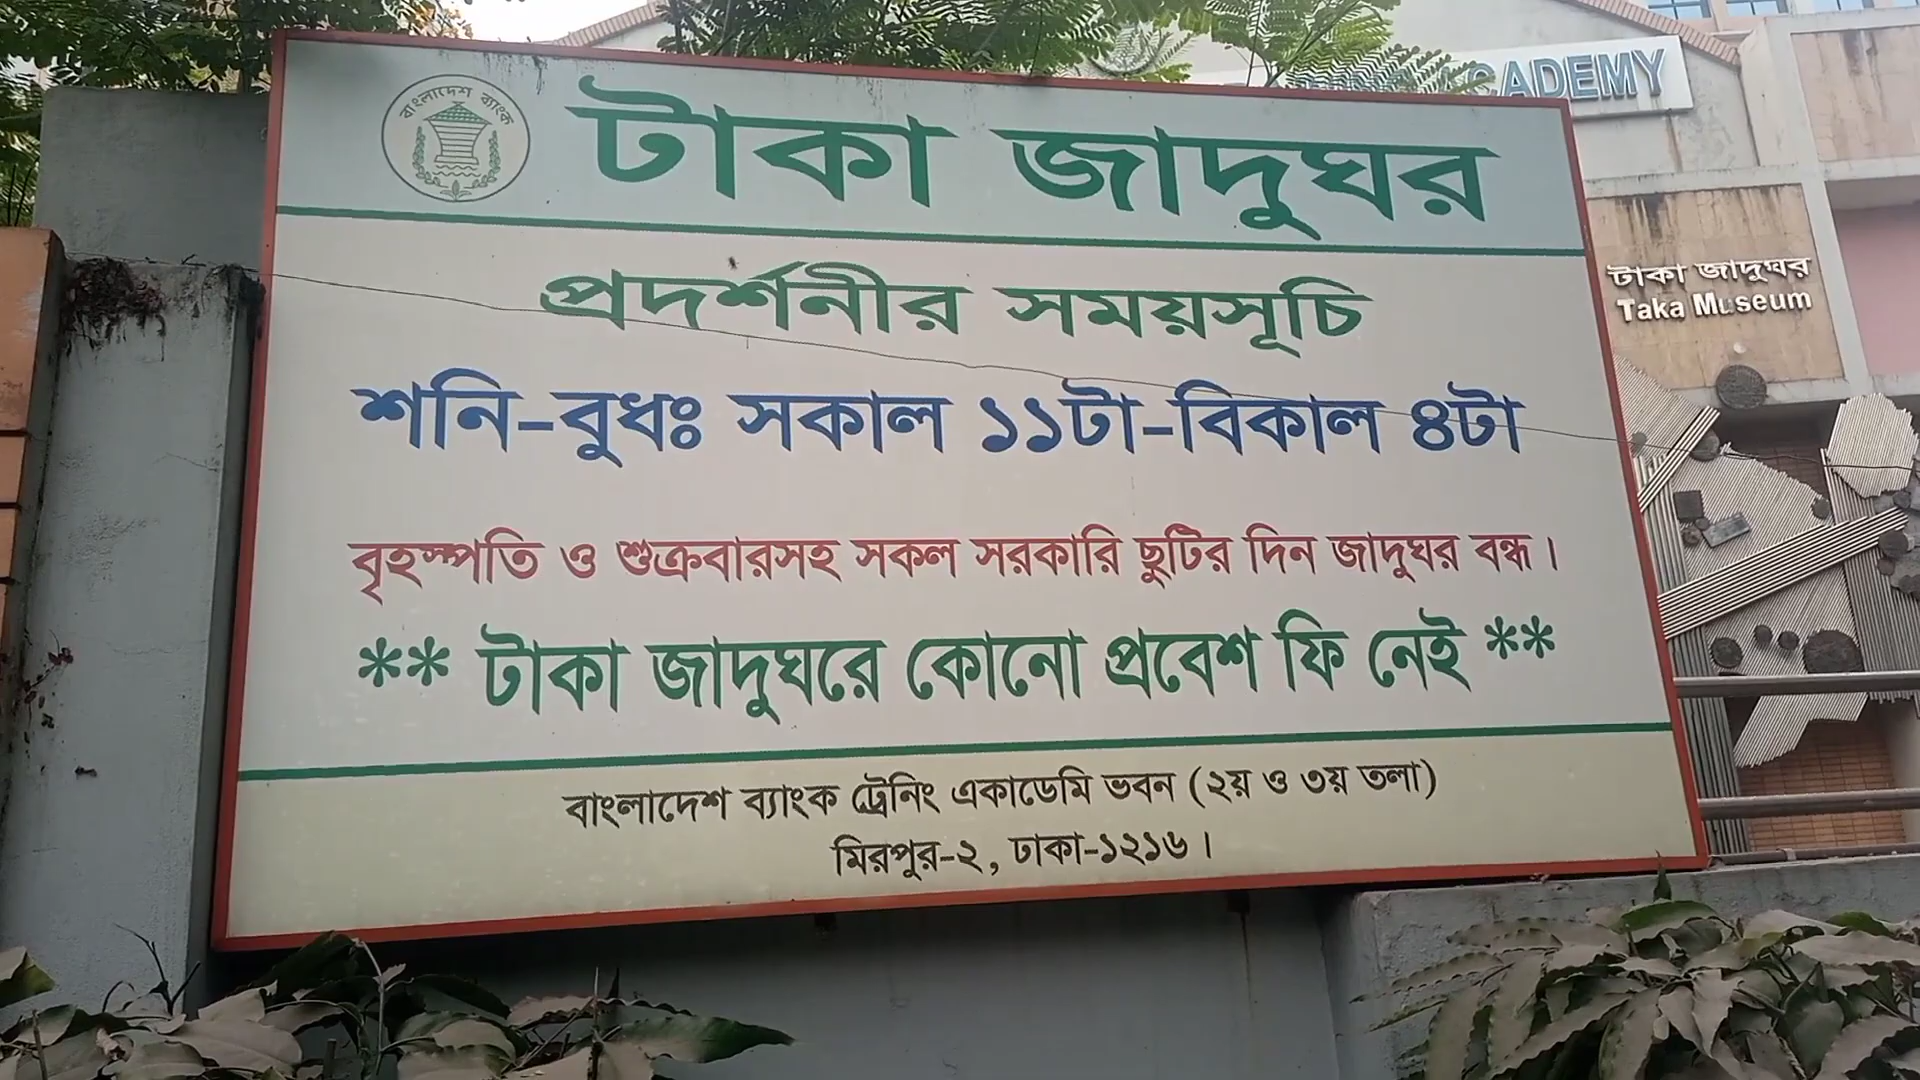 বাংলাদেশ ব্যাংক
টাকা জাদুঘর
প্রদর্শনীর সময়সূচি
শনি-বুধঃ সকাল ১১টা-বিকাল ৪টা
বৃহস্পতি ও শুক্রবারসহ সকল সরকারি ছুটির দিন জাদুঘর বন্ধ।
** টাকা জাদুঘরে কোনো প্রবেশ ফি নেই **
বাংলাদেশ ব্যাংক ট্রেনিং একাডেমি ভবন (২য় ও ৩য় তলা)
মিরপুর-২, ঢাকা-১২১৬।
ACADEMY
টাকা জাদুঘর
Taka Museum